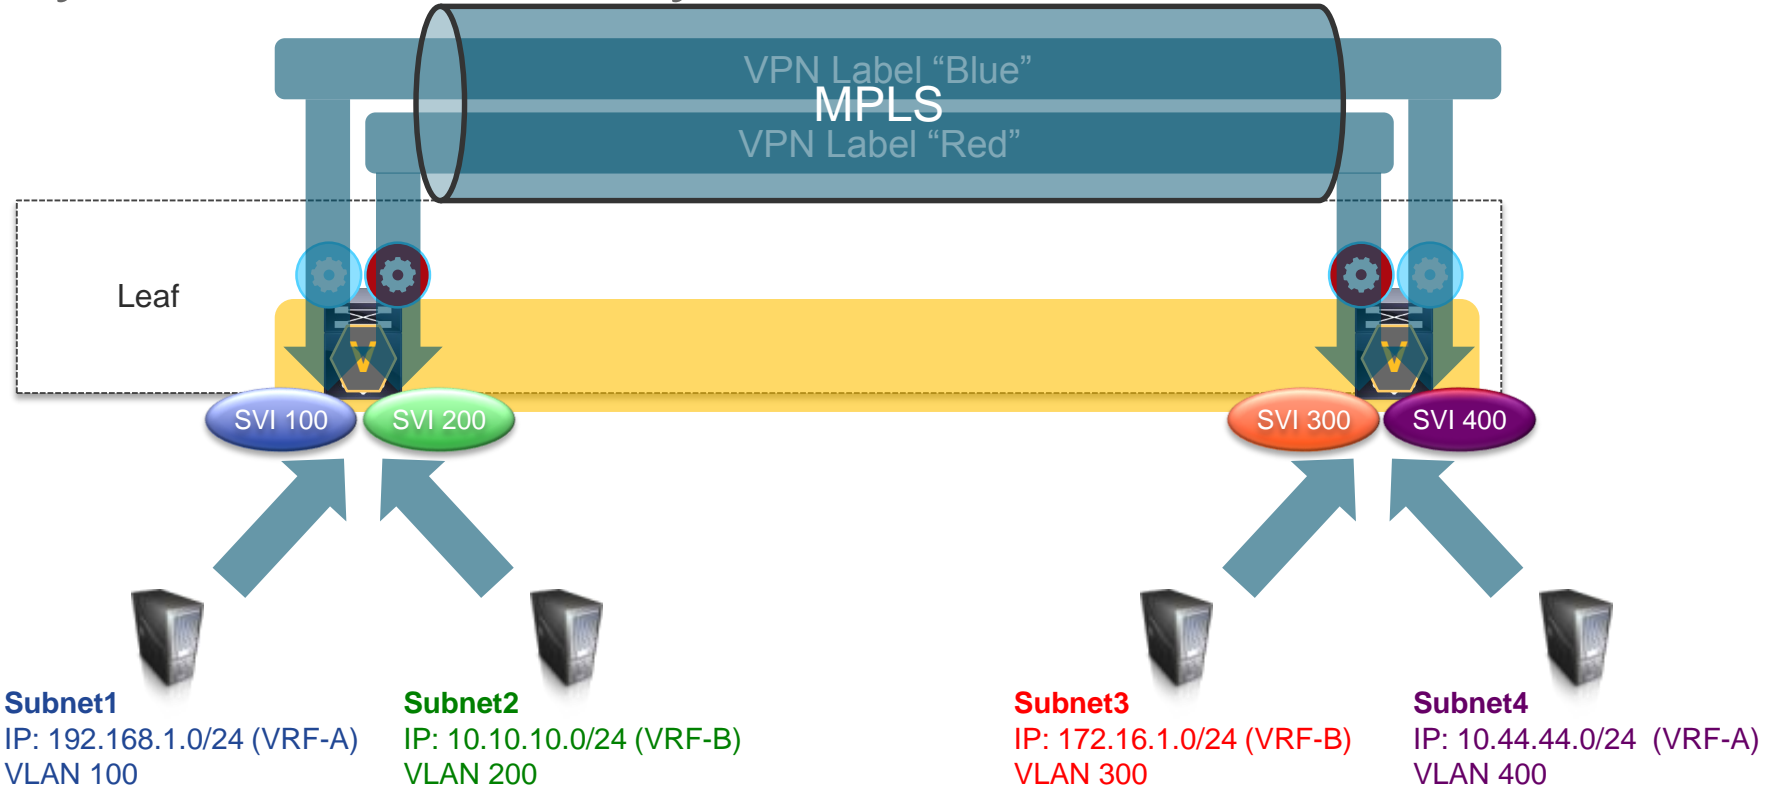 VPN Label “Blue”
MPLS
VPN Label “Red”
Leaf
SVI 100
SVI 200
SVI 300
SVI 400
Subnet1
IP: 192.168.1.0/24 (VRF-A)
VLAN 100
Subnet2
IP: 10.10.10.0/24 (VRF-B)
VLAN 200
Subnet3
IP: 172.16.1.0/24 (VRF-B)
VLAN 300
Subnet4
IP: 10.44.44.0/24 (VRF-A)
VLAN 400